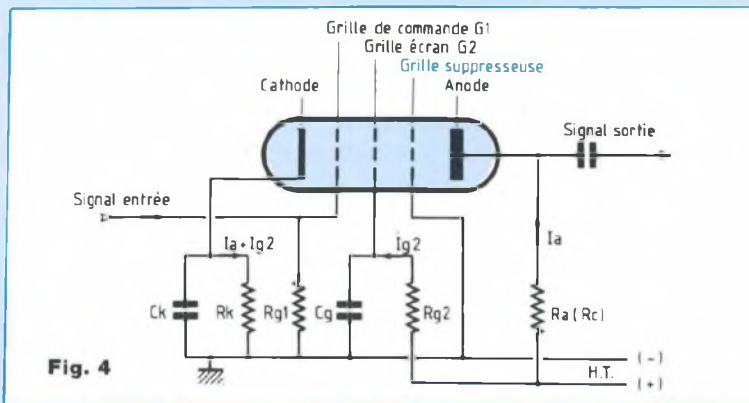 Grille de commande G1
Grille écran G2
Grille suppresseuse
Cathode
Anode
Signal sortie
Signal entrée
Ia + Ig2
Ig2
Ia
Ck
Rk
Rg1
Cg
Rg2
Ra (Rc)
(-)
H.T.
(+)
Fig. 4